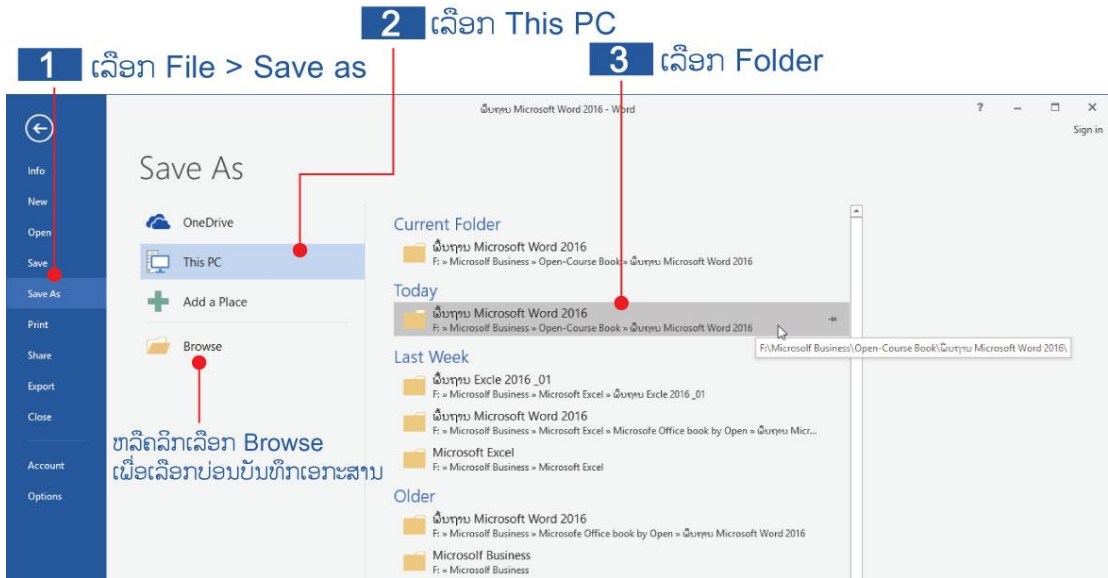 2 ເລືອກ This PC
1 ເລືອກ File > Save as
3 ເລືອກ Folder
ພື້ນຖານ Microsoft Word 2016 - Word
? – □ ×
Sign in
Info
New
Open
Save
Save As
Print
Share
Export
Close
Account
Options
Save As
OneDrive
This PC
Add a Place
Browse
ຫລືຄລິກເລືອກ Browse
ເພື່ອເລືອກບ່ອນບັນທຶກເອກະສານ
Current Folder
ພື້ນຖານ Microsoft Word 2016
F: » Microsolf Business » Open-Course Book » ພື້ນຖານ Microsoft Word 2016
Today
ພື້ນຖານ Microsoft Word 2016
F: » Microsolf Business » Open-Course Book » ພື້ນຖານ Microsoft Word 2016
F:\Microsolf Business\Open-Course Book\ພື້ນຖານ Microsoft Word 2016\
Last Week
ພື້ນຖານ Excle 2016 _01
F: » Microsolf Business » Microsoft Excel » ພື້ນຖານ Excle 2016 _01
ພື້ນຖານ Microsoft Word 2016
F: » Microsolf Business » Microsoft Excel » Microsofe Office book by Open » ພື້ນຖານ Micr...
Microsoft Excel
F: » Microsolf Business » Microsoft Excel
Older
ພື້ນຖານ Microsoft Word 2016
F: » Microsolf Business » Microsofe Office book by Open » ພື້ນຖານ Microsoft Word 2016
Microsolf Business
F: » Microsolf Business